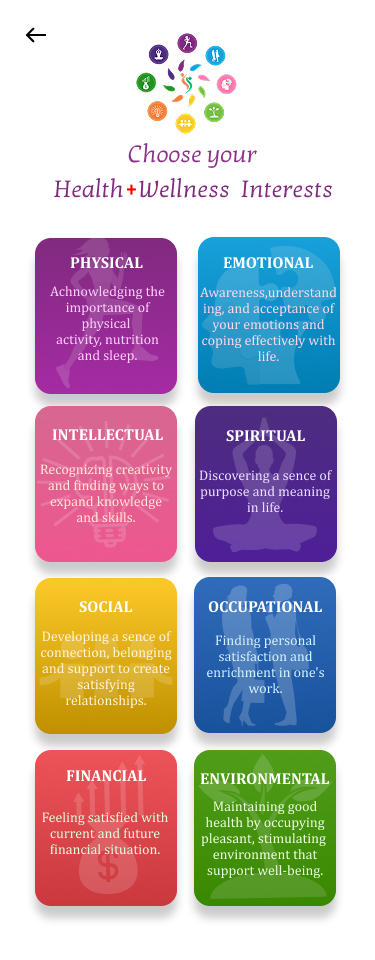 Choose your
Health+Wellness Interests
PHYSICAL
Achnowledging the
importance of
physical
activity, nutrition
and sleep.
EMOTIONAL
Awareness,understand
ing, and acceptance of
your emotions and
coping effectively with
life.
INTELLECTUAL
Recognizing creativity
and finding ways to
expand knowledge
and skills.
SPIRITUAL
Discovering a sence of
purpose and meaning
in life.
SOCIAL
Developing a sence of
connection, belonging
and support to create
satisfying
relationships.
OCCUPATIONAL
Finding personal
satisfaction and
enrichment in one's
work.
FINANCIAL
Feeling satisfied with
current and future
financial situation.
$
ENVIRONMENTAL
Maintaining good
health by occupying
pleasant, stimulating
environment that
support well-being.